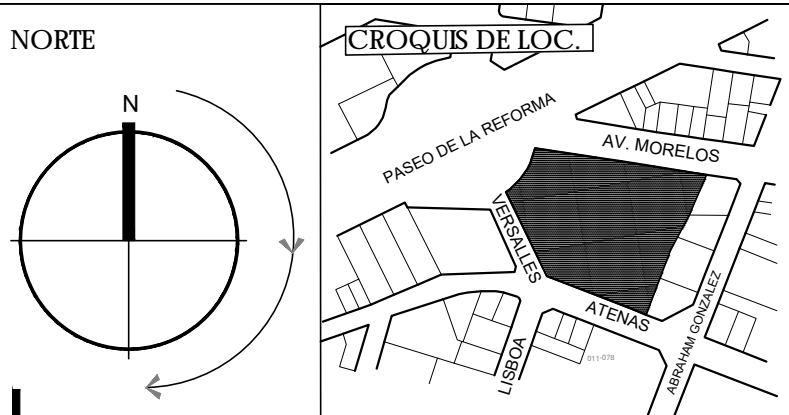 NORTE
N
CROQUIS DE LOC.
PASEO DE LA REFORMA
AV. MORELOS
VERSALLES
ATENAS
LISBOA
ABRAHAM GONZALEZ
011-078